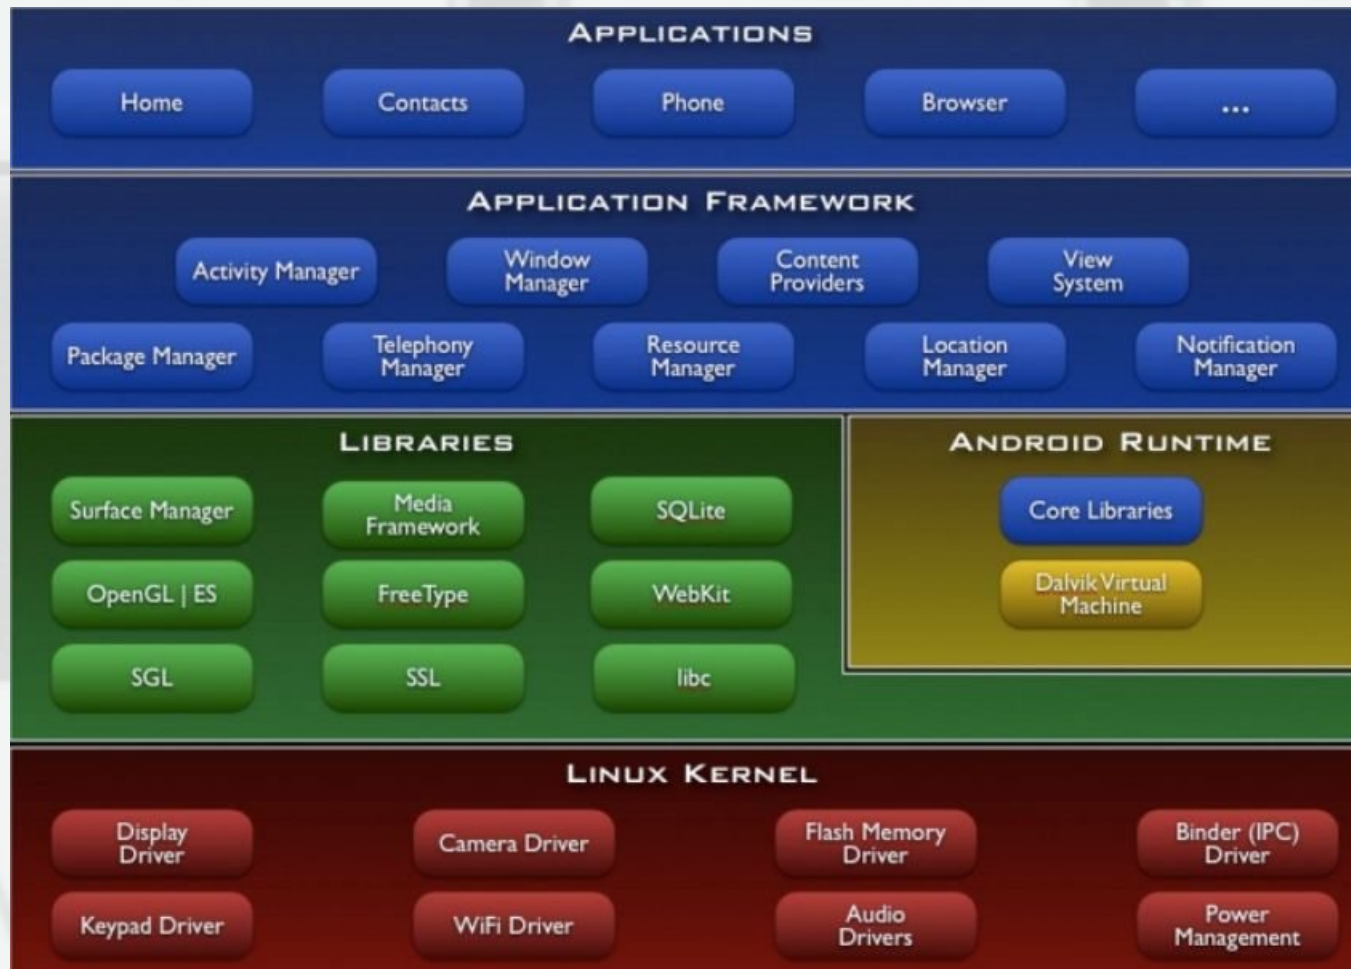 APPLICATIONS
Home
Contacts
Phone
Browser
...
APPLICATION FRAMEWORK
Activity Manager
Window
Manager
Content
Providers
View
System
Package Manager
Telephony
Manager
Resource
Manager
Location
Manager
Notification
Manager
LIBRARIES
Surface Manager
Media
Framework
SQLite
OpenGL | ES
FreeType
WebKit
SGL
SSL
libc
ANDROID RUNTIME
Core Libraries
Dalvik Virtual
Machine
LINUX KERNEL
Display
Driver
Camera Driver
Flash Memory
Driver
Binder (IPC)
Driver
Keypad Driver
WiFi Driver
Audio
Drivers
Power
Management